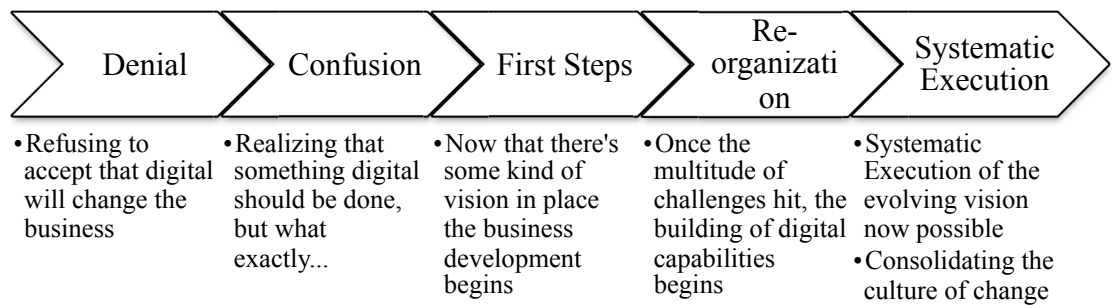 Denial
Confusion
First Steps
Re-
organizati
on
Systematic
Execution
•Refusing to
accept that digital
will change the
business
•Realizing that
something digital
should be done,
but what
exactly...
•Now that there's
some kind of
vision in place
the business
development
begins
•Once the
multitude of
challenges hit, the
building of digital
capabilities
begins
•Systematic
Execution of the
evolving vision
now possible
•Consolidating the
culture of change